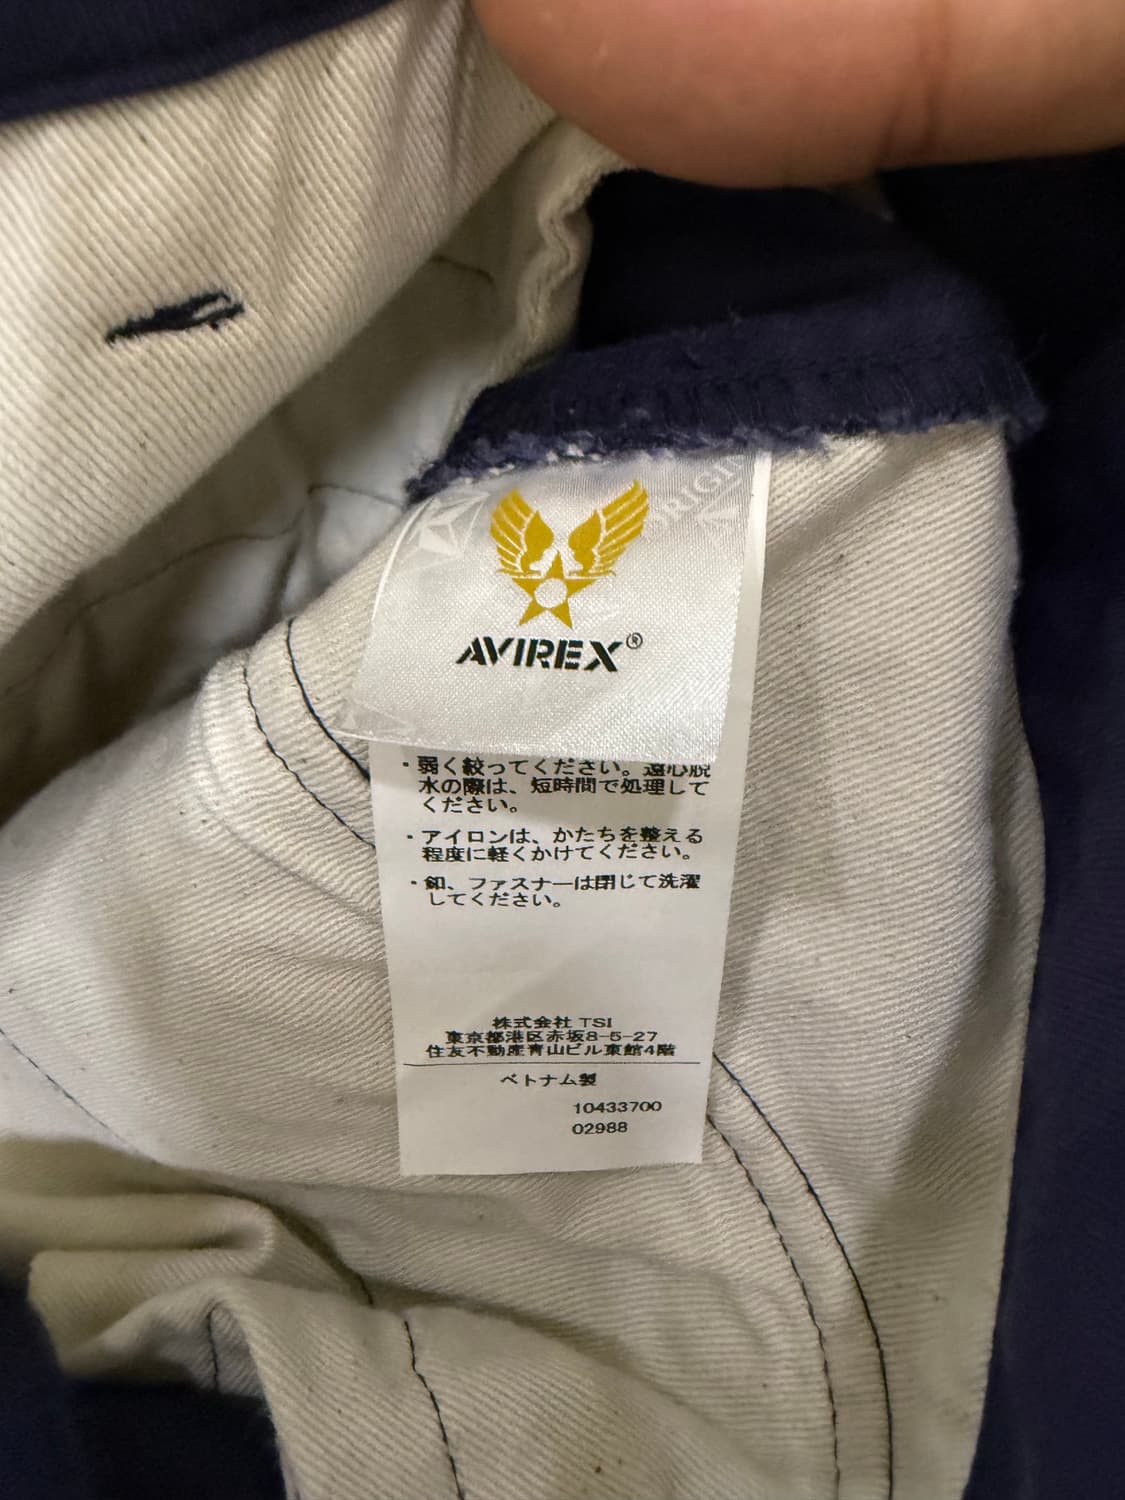 ORIGIN
AVIREX®
・弱く絞ってください。遠心脱
水の際は、短時間で処理して
ください。
・アイロンは、かたちを整える
程度に軽くかけてください。
・釦、ファスナーは閉じて洗濯
してください。
株式会社 TSI
東京都港区赤坂8-5-27
住友不動産青山ビル東館4階
ベトナム製
10433700
02988